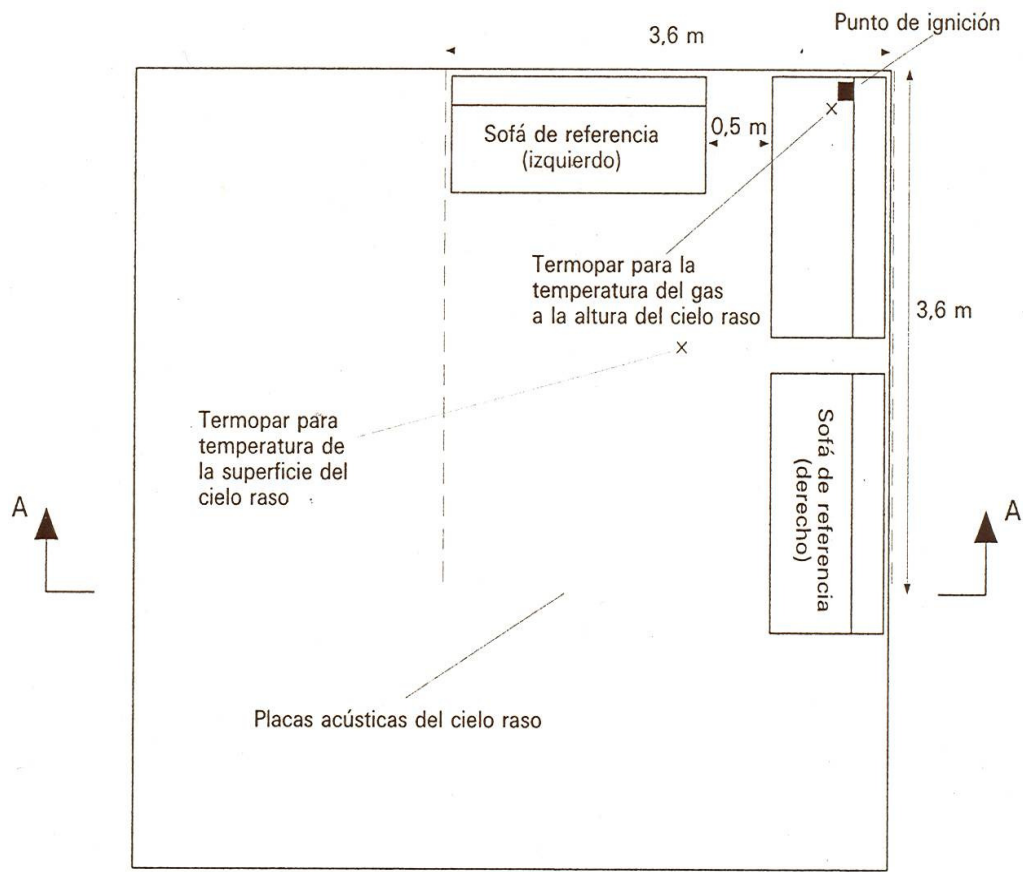 Punto de ignición
3,6 m
Sofá de referencia
(izquierdo)
0,5 m
Termopar para la
temperatura del gas
a la altura del cielo raso
3,6 m
Termopar para
temperatura de
la superficie del
cielo raso
Sofá de referencia
(derecho)
A
A
Placas acústicas del cielo raso